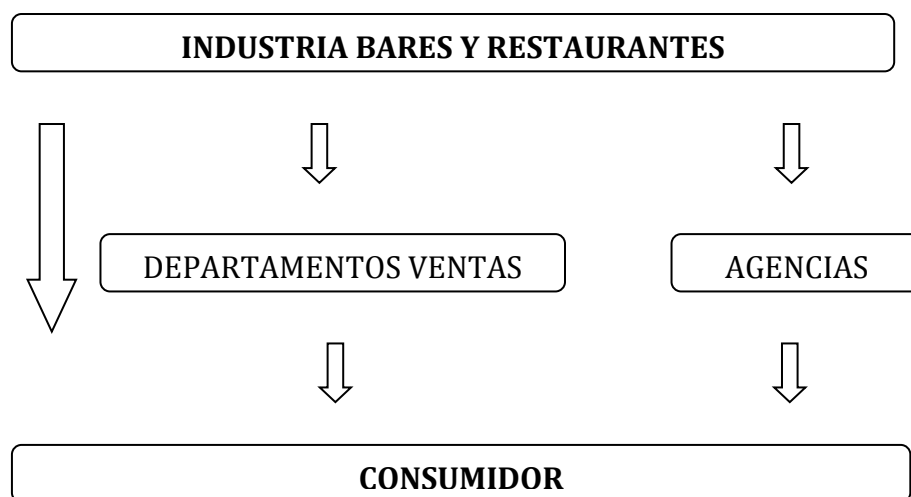 INDUSTRIA BARES Y RESTAURANTES
DEPARTAMENTOS VENTAS
AGENCIAS
CONSUMIDOR